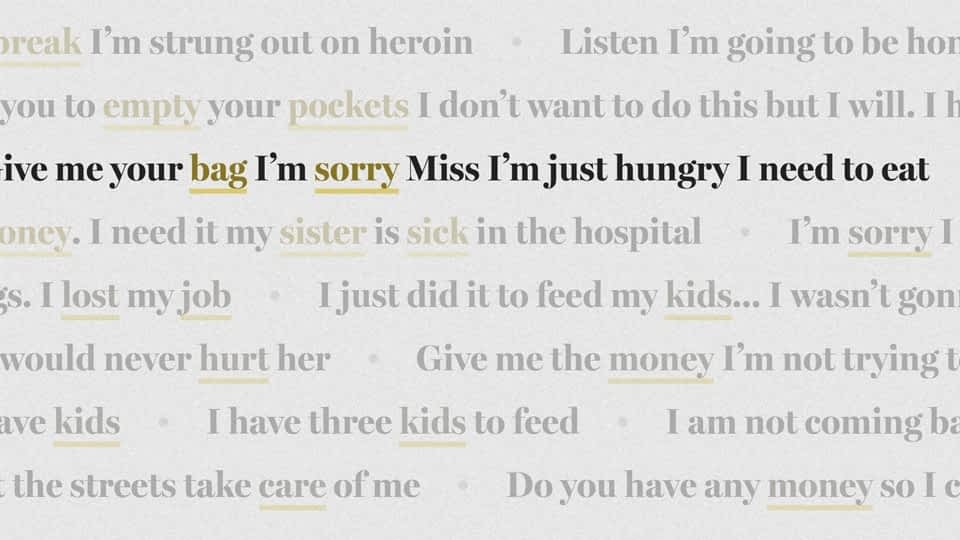 break I’m strung out on heroin • Listen I’m going to be
you to empty your pockets I don’t want to do this but I will. I
Give me your bag I’m sorry Miss I’m just hungry I need to eat
oney. I need it my sister is sick in the hospital • I’m sorry I
gs. I lost my job • I just did it to feed my kids... I wasn’t
would never hurt her • Give me the money I’m not trying
ave kids • I have three kids to feed • I am not coming
the streets take care of me • Do you have any money so I